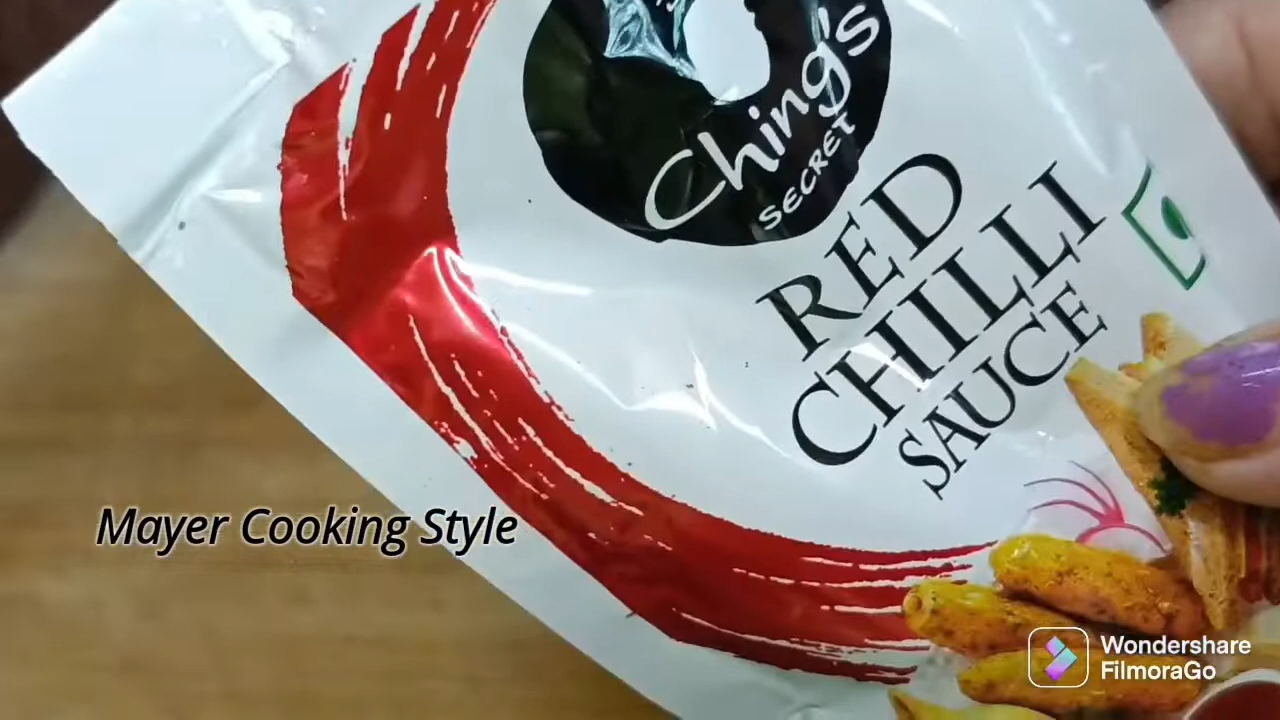 Ching's
SECRET
RED
CHILLI
SAUCE
Mayer Cooking Style
Wondershare
FilmoraGo